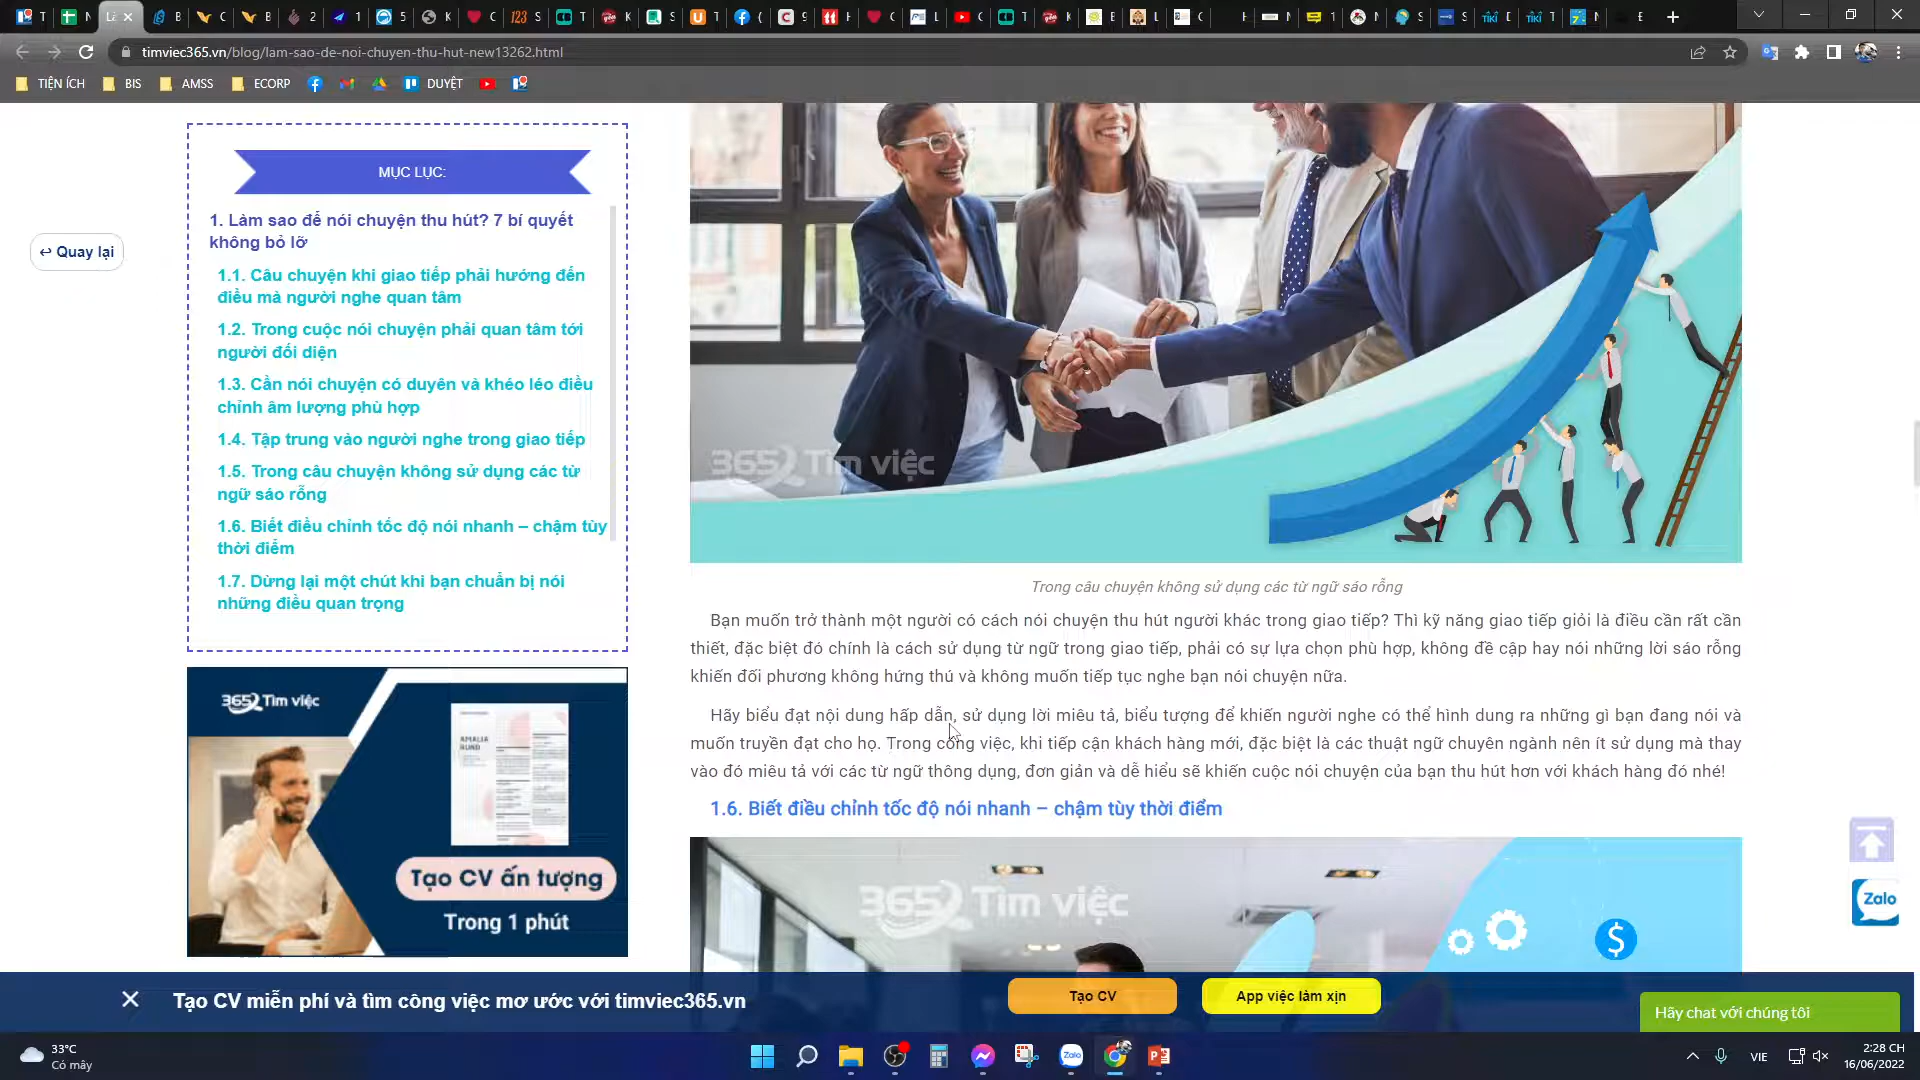 timviec365.vn/blog/lam-sao-de-noi-chuyen-thu-hut-new13262.html
TIỆN ÍCH
BIS
AMSS
ECORP
DUYỆT
MỤC LỤC:
1. Làm sao để nói chuyện thu hút? 7 bí quyết
không bỏ lỡ
1.1. Câu chuyện khi giao tiếp phải hướng đến
điều mà người nghe quan tâm
1.2. Trong cuộc nói chuyện phải quan tâm tới
người đối diện
1.3. Cần nói chuyện có duyên và khéo léo điều
chỉnh âm lượng phù hợp
1.4. Tập trung vào người nghe trong giao tiếp
1.5. Trong câu chuyện không sử dụng các từ
ngữ sáo rỗng
1.6. Biết điều chỉnh tốc độ nói nhanh – chậm tùy
thời điểm
1.7. Dừng lại một chút khi bạn chuẩn bị nói
những điều quan trọng
↩ Quay lại
365 Tìm việc
AMALIA
Tạo CV ấn tượng
Trong 1 phút
365 Tìm việc
Trong câu chuyện không sử dụng các từ ngữ sáo rỗng
Bạn muốn trở thành một người có cách nói chuyện thu hút người khác trong giao tiếp? Thì kỹ năng giao tiếp giỏi là điều cần rất cần
thiết, đặc biệt đó chính là cách sử dụng từ ngữ trong giao tiếp, phải có sự lựa chọn phù hợp, không đề cập hay nói những lời sáo rỗng
khiến đối phương không hứng thú và không muốn tiếp tục nghe bạn nói chuyện nữa.
Hãy biểu đạt nội dung hấp dẫn, sử dụng lời miêu tả, biểu tượng để khiến người nghe có thể hình dung ra những gì bạn đang nói và
muốn truyền đạt cho họ. Trong công việc, khi tiếp cận khách hàng mới, đặc biệt là các thuật ngữ chuyên ngành nên ít sử dụng mà thay
vào đó miêu tả với các từ ngữ thông dụng, đơn giản và dễ hiểu sẽ khiến cuộc nói chuyện của bạn thu hút hơn với khách hàng đó nhé!
1.6. Biết điều chỉnh tốc độ nói nhanh – chậm tùy thời điểm
365 Tìm việc
$
Zalo
Tạo CV miễn phí và tìm công việc mơ ước với timviec365.vn
Tạo CV
App việc làm xịn
Hãy chat với chúng tôi
33°C
Có mây
Zalo
VIE
2:28 CH
16/06/2022